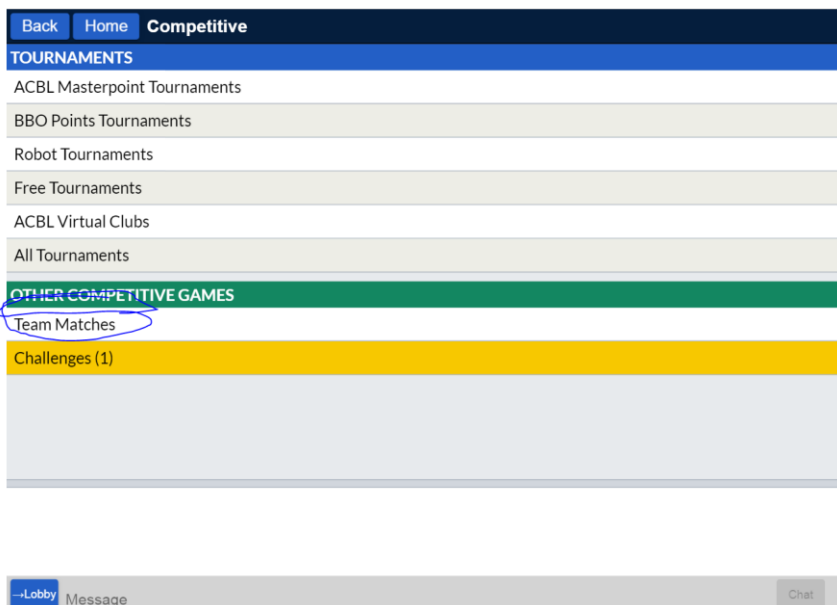 Back Home Competitive
TOURNAMENTS
ACBL Masterpoint Tournaments
BBO Points Tournaments
Robot Tournaments
Free Tournaments
ACBL Virtual Clubs
All Tournaments
OTHER COMPETITIVE GAMES
Team Matches
Challenges (1)
→Lobby Message Chat